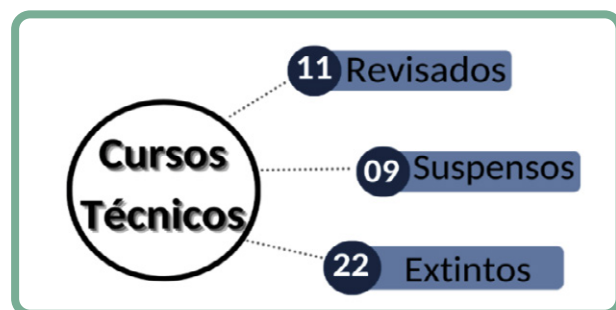 11 Revisados
Cursos
Técnicos
09 Suspensos
22 Extintos